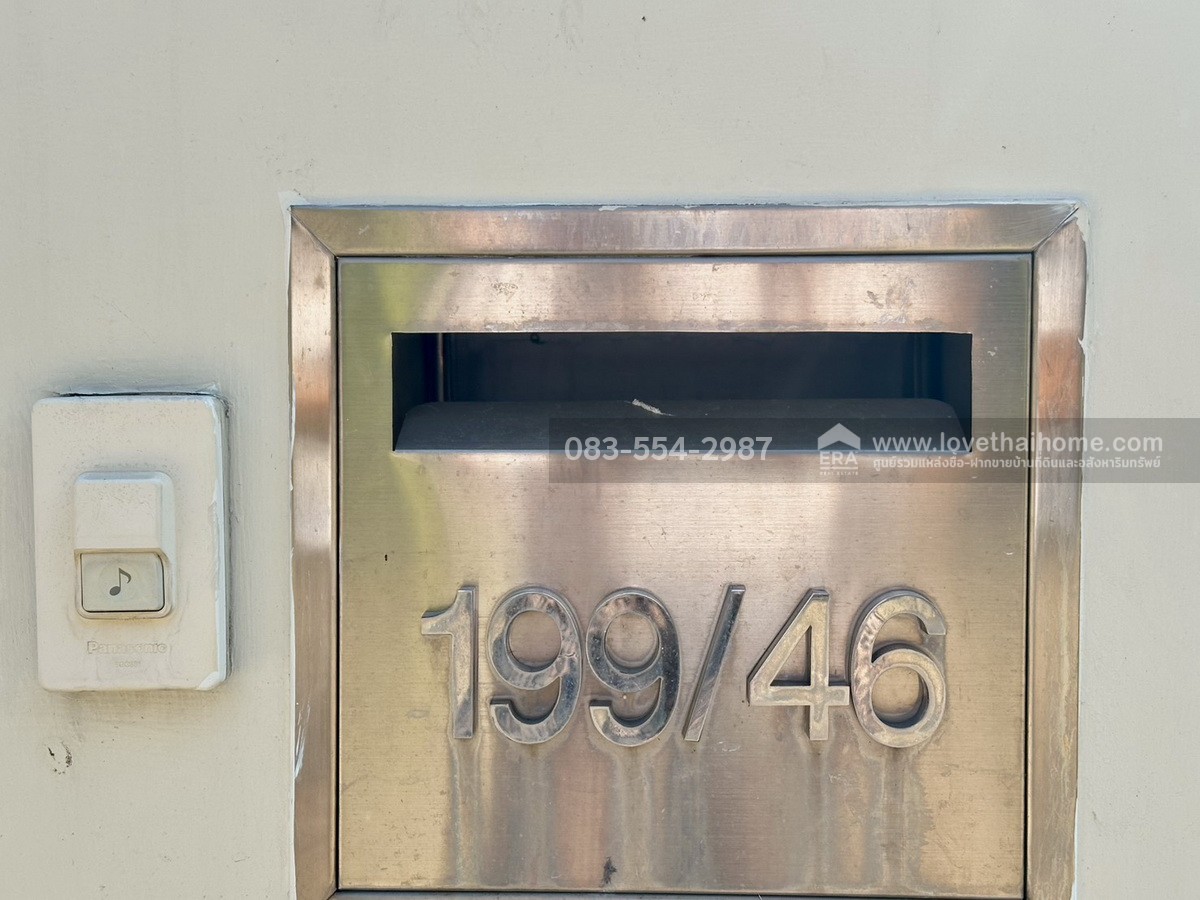 083-554-2987
ERA
REAL ESTATE
www.lovethaihome.com
ศูนย์รวมแหล่งซื้อ-ฝากขายบ้านที่ดินและอสังหาริมทรัพย์
Panasonic
199/46